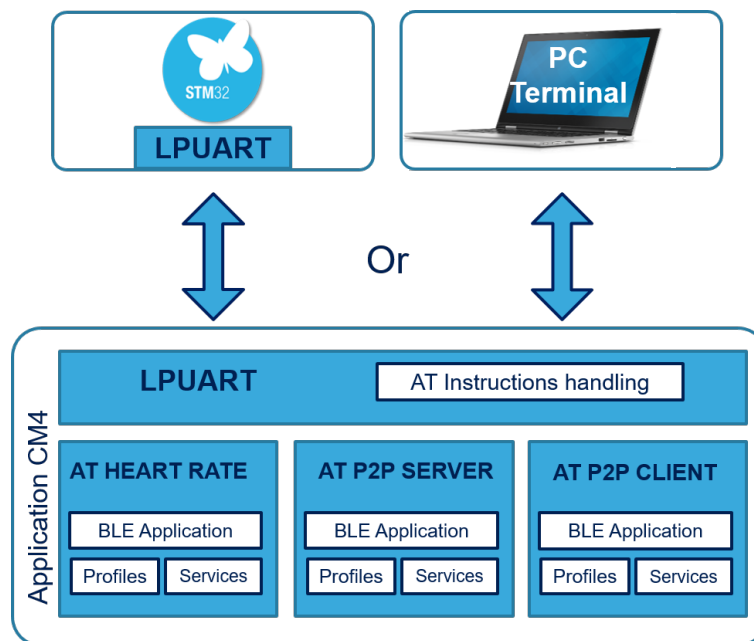 STM32
LPUART
PC
Terminal
Or
Application CM4
LPUART
AT Instructions handling
AT HEART RATE
BLE Application
Profiles
Services
AT P2P SERVER
BLE Application
Profiles
Services
AT P2P CLIENT
BLE Application
Profiles
Services